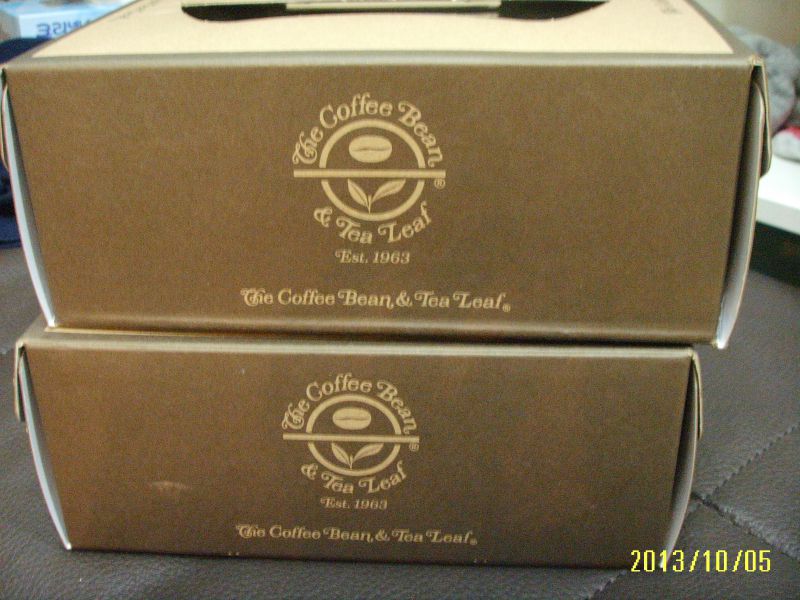 The Coffee Bean
& Tea Leaf®
Est. 1963
The Coffee Bean & Tea Leaf®
The Coffee Bean
& Tea Leaf
®
Est. 1963
The Coffee Bean & Tea Leaf®
2013/10/05